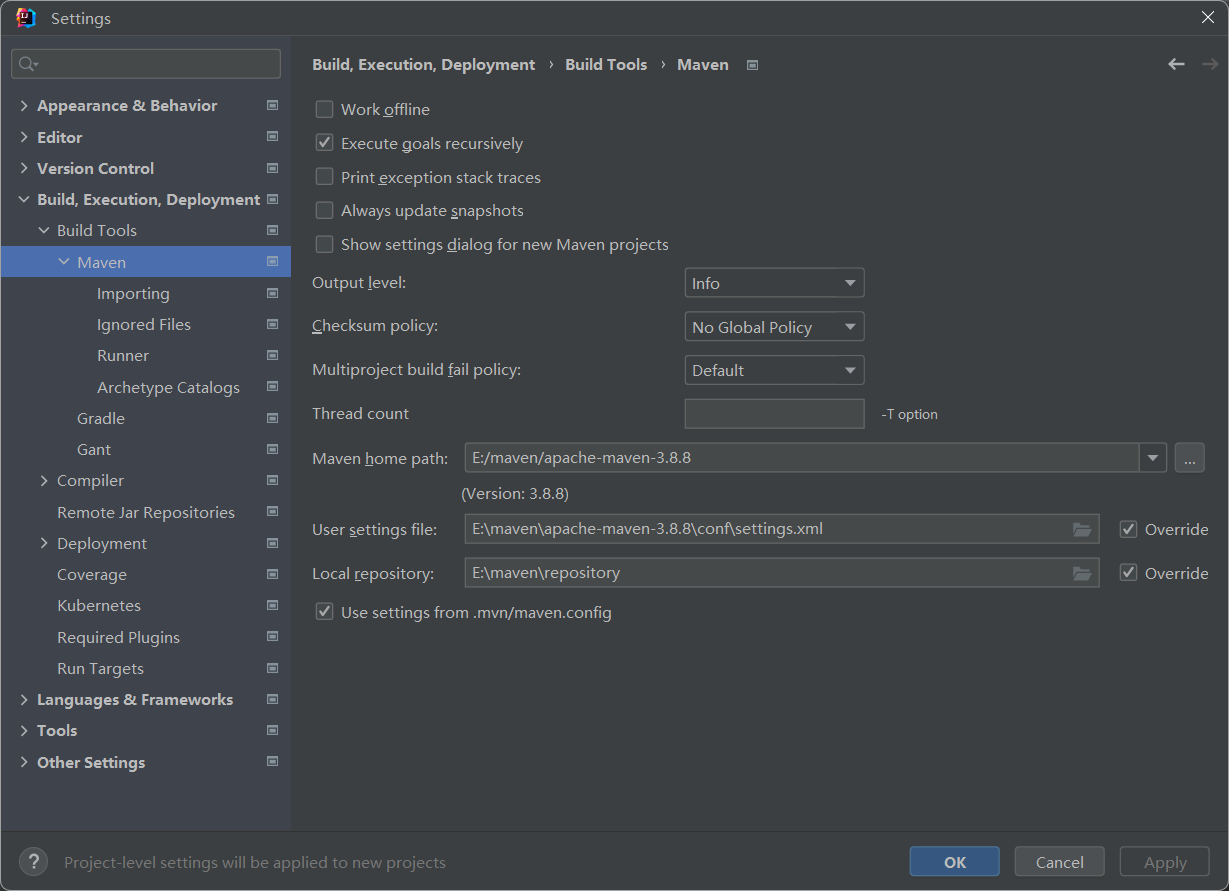 Settings
Appearance & Behavior
Editor
Version Control
Build, Execution, Deployment
Build Tools
Maven
Importing
Ignored Files
Runner
Archetype Catalogs
Gradle
Gant
Compiler
Remote Jar Repositories
Deployment
Coverage
Kubernetes
Required Plugins
Run Targets
Languages & Frameworks
Tools
Other Settings
Build, Execution, Deployment › Build Tools › Maven
Work offline
Execute goals recursively
Print exception stack traces
Always update snapshots
Show settings dialog for new Maven projects
Output level: Info
Checksum policy: No Global Policy
Multiproject build fail policy: Default
Thread count -T option
Maven home path: E:/maven/apache-maven-3.8.8 ...
(Version: 3.8.8)
User settings file: E:\maven\apache-maven-3.8.8\conf\settings.xml Override
Local repository: E:\maven\repository Override
Use settings from .mvn/maven.config
? Project-level settings will be applied to new projects
OK Cancel Apply